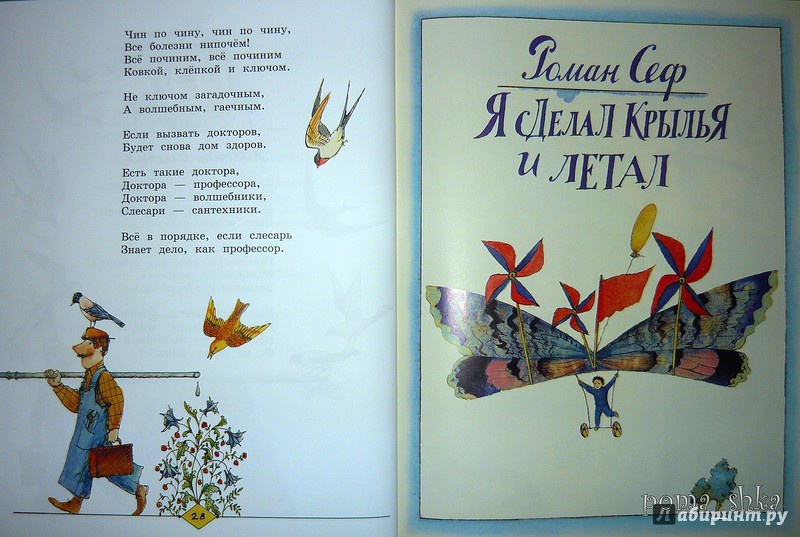 Чин по чину, чин по чину,
Все болезни нипочём!
Всё починим, всё починим
Ковкой, клёпкой и ключом.
Не ключом загадочным,
А волшебным, гаечным.
Если вызвать докторов,
Будет снова дом здоров.
Есть такие доктора,
Доктора — профессора,
Доктора — волшебники,
Слесари — сантехники.
Всё в порядке, если слесарь
Знает дело, как профессор.
28
Роман Сеф
Я сделал крылья
и летал
poma_shka
Лабиринт.ру